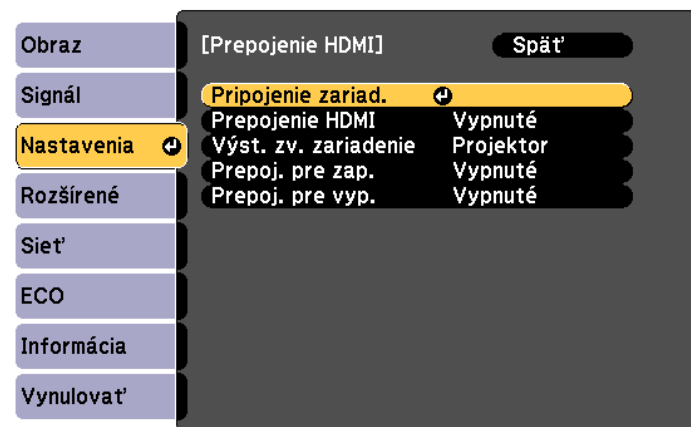 Obraz
Signál
Nastavenia
Rozšírené
Sieť
ECO
Informácia
Vynulovať
[Prepojenie HDMI] Späť
Pripojenie zariad.
Prepojenie HDMI Vypnuté
Výst. zv. zariadenie Projektor
Prepoj. pre zap. Vypnuté
Prepoj. pre vyp. Vypnuté